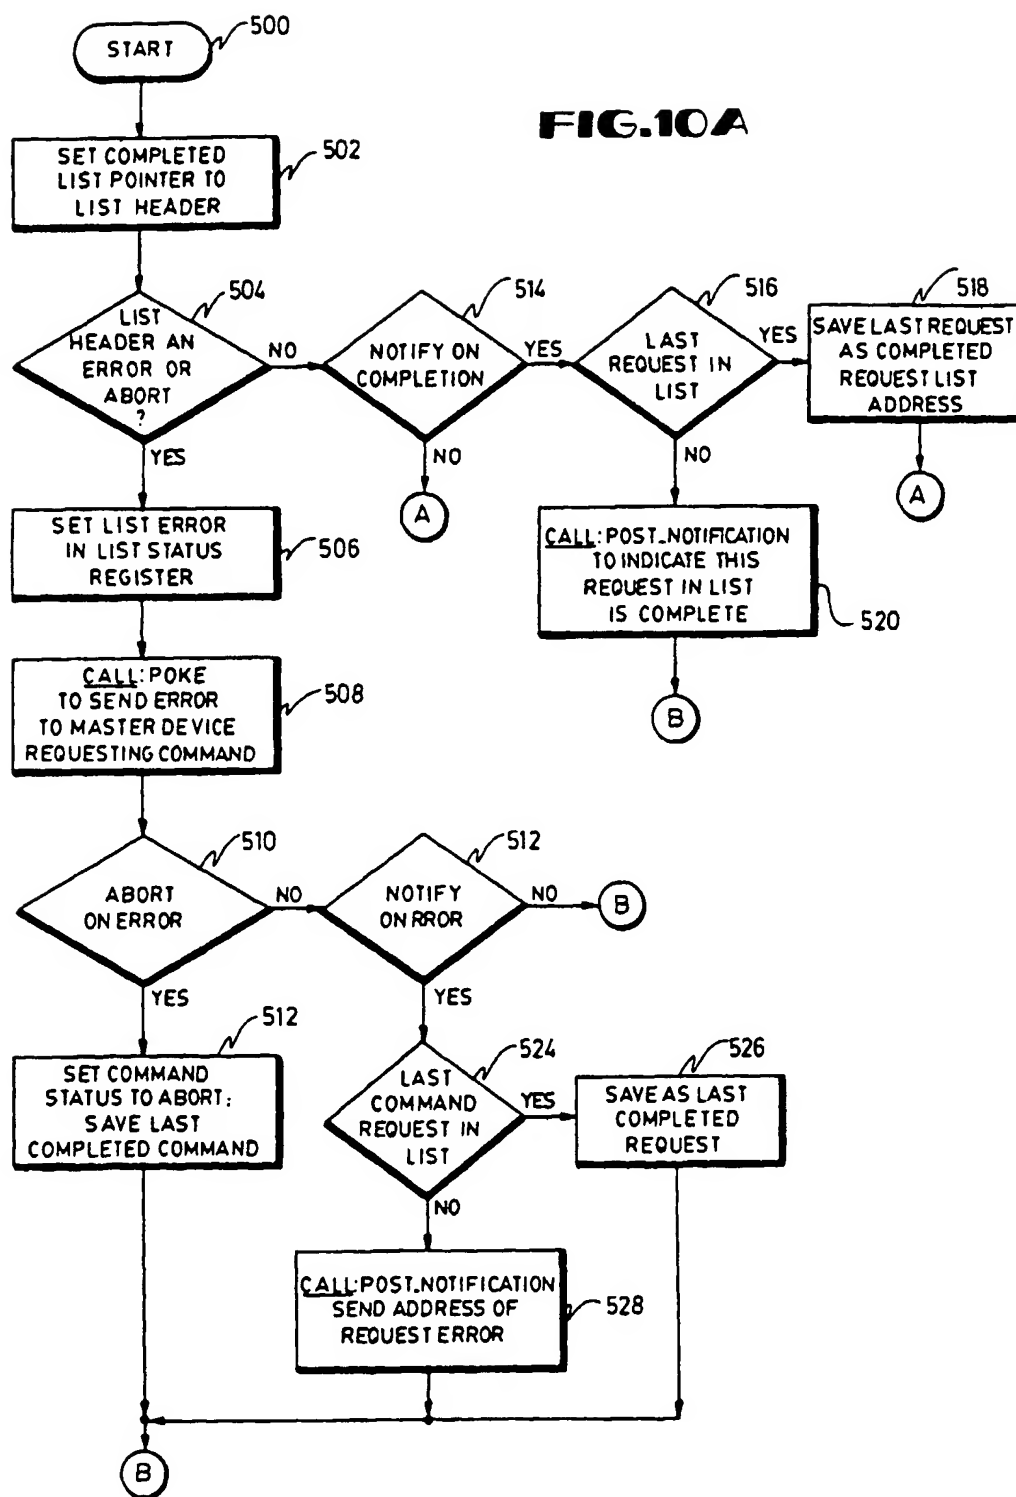 START
500
FIG.10A
SET COMPLETED
LIST POINTER TO
LIST HEADER
502
LIST
HEADER AN
ERROR OR
ABORT
?
504
NO
YES
NOTIFY ON
COMPLETION
514
YES
NO
A
LAST
REQUEST IN
LIST
516
YES
NO
518
SAVE LAST REQUEST
AS COMPLETED
REQUEST LIST
ADDRESS
A
SET LIST ERROR
IN LIST STATUS
REGISTER
506
CALL:POST_NOTIFICATION
TO INDICATE THIS
REQUEST IN LIST
IS COMPLETE
520
B
CALL:POKE
TO SEND ERROR
TO MASTER DEVICE
REQUESTING COMMAND
508
ABORT
ON ERROR
510
NO
YES
NOTIFY
ON RROR
512
NO
B
YES
SET COMMAND
STATUS TO ABORT:
SAVE LAST
COMPLETED COMMAND
512
LAST
COMMAND
REQUEST IN
LIST
524
YES
NO
SAVE AS LAST
COMPLETED
REQUEST
526
CALL:POST_NOTIFICATION
SEND ADDRESS OF
REQUEST ERROR
528
B